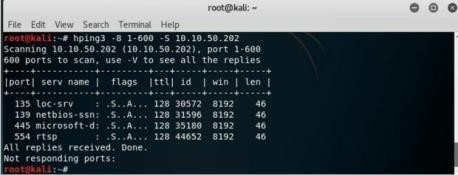 root@kali: ~
File Edit View Search Terminal Help
root@kali:~# hping3 -8 1-600 -S 10.10.50.202
Scanning 10.10.50.202 (10.10.50.202), port 1-600
600 ports to scan, use -V to see all the replies
+----+-----------+---------+---+-----+-----+-----+
|port| serv name |  flags  |ttl| id  | win | len |
+----+-----------+---------+---+-----+-----+-----+
  135 loc-srv    : .S..A... 128 30572  8192    46
  139 netbios-ssn: .S..A... 128 31596  8192    46
  445 microsoft-d: .S..A... 128 35180  8192    46
  554 rtsp       : .S..A... 128 44652  8192    46
All replies received. Done.
Not responding ports:
root@kali:~#